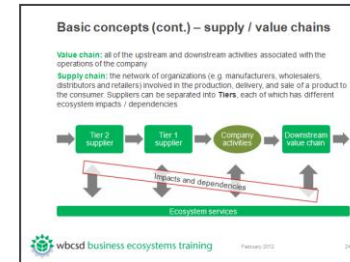 Basic concepts (cont.) – supply / value chains
Value chain: all of the upstream and downstream activities associated with the
operations of the company
Supply chain: the network of organizations (e.g. manufacturers, wholesalers,
distributors and retailers) involved in the production, delivery, and sale of a product to
the consumer. Suppliers can be separated into Tiers, each of which has different
ecosystem impacts / dependencies
Tier 2
supplier
Tier 1
supplier
Company
activities
Downstream
value chain
Impacts and dependencies
Ecosystem services
wbcsd business ecosystems training
February 2013